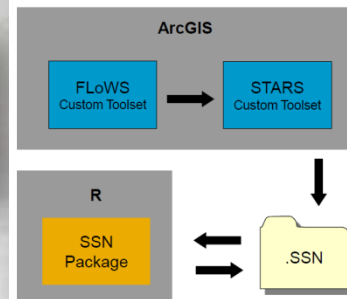 ArcGIS
FLoWS
Custom Toolset
STARS
Custom Toolset
R
SSN
Package
.SSN